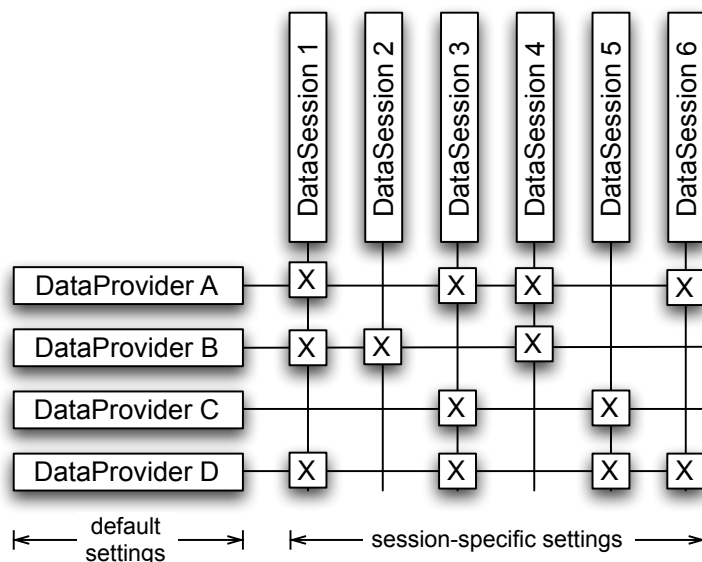 DataSession 1
DataSession 2
DataSession 3
DataSession 4
DataSession 5
DataSession 6
DataProvider A
X
X
X
X
DataProvider B
X
X
X
DataProvider C
X
X
DataProvider D
X
X
X
X
default
settings
session-specific settings